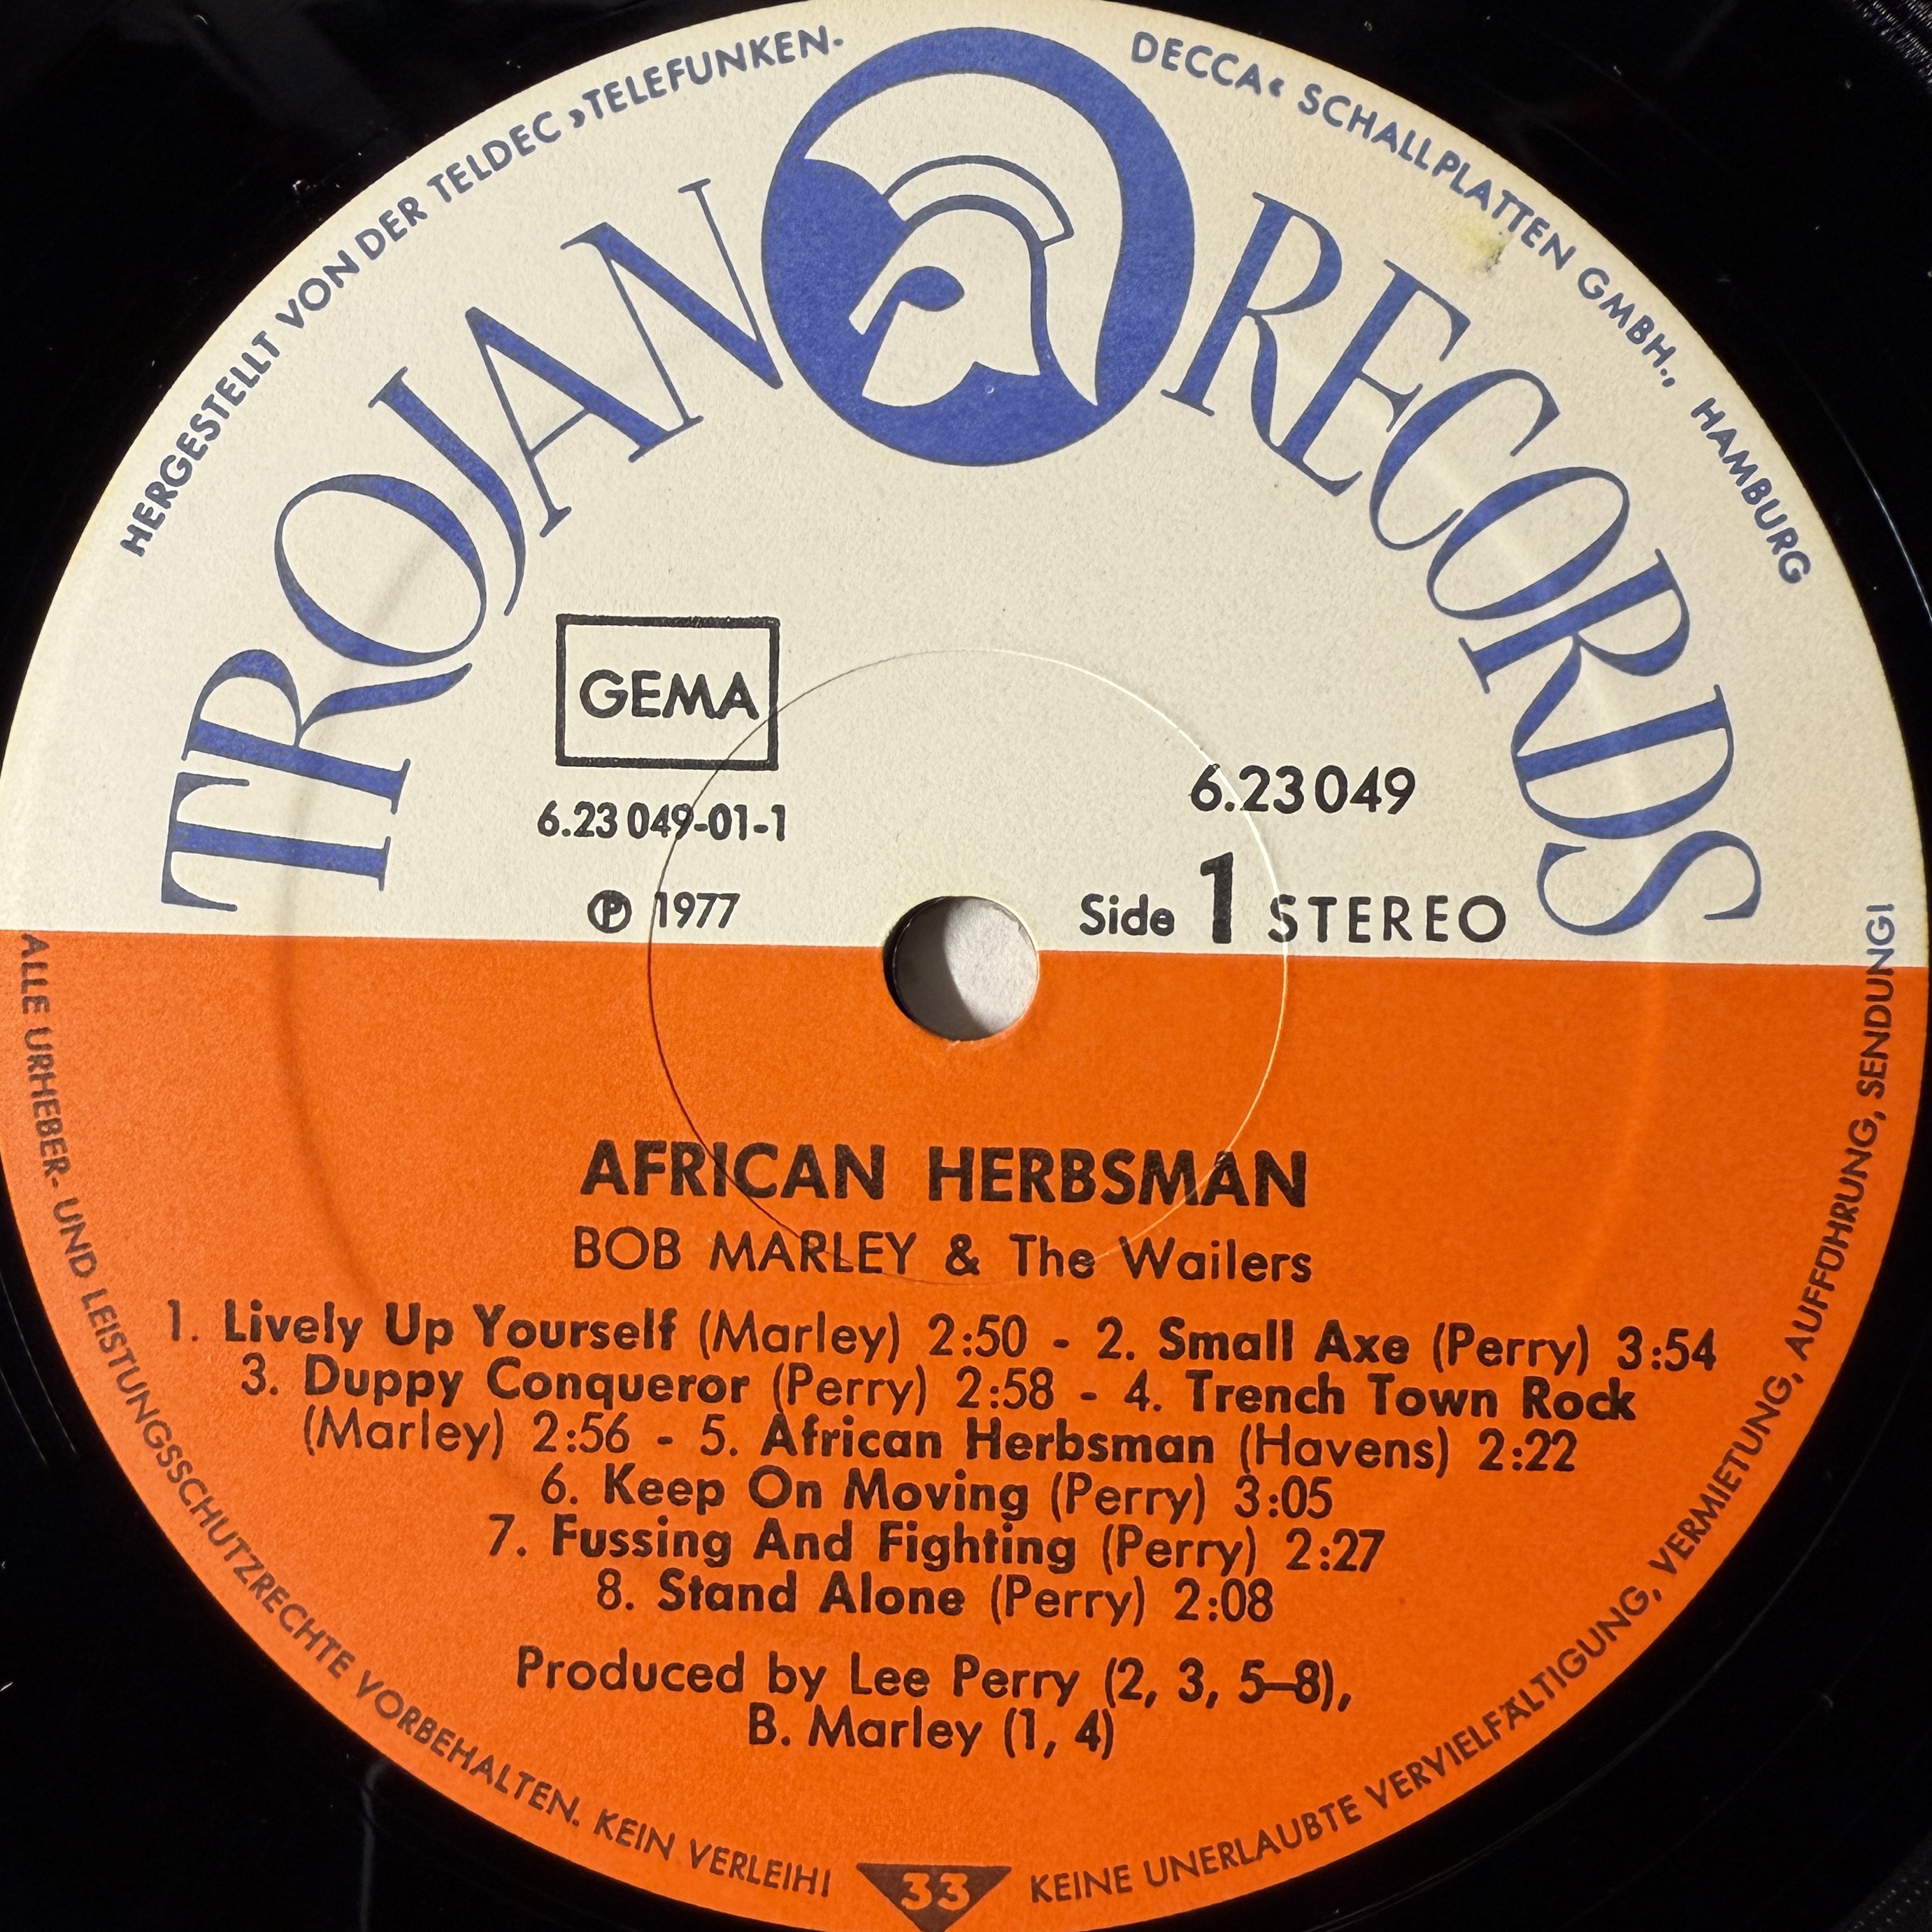 HERGESTELLT VON DER TELDEC »TELEFUNKEN-DECCA« SCHALLPLATTEN GMBH., HAMBURG
TROJAN RECORDS
GEMA
6.23 049-01-1
6.23 049
℗ 1977
Side 1 STEREO
AFRICAN HERBSMAN
BOB MARLEY & The Wailers
1. Lively Up Yourself (Marley) 2:50 - 2. Small Axe (Perry) 3:54
3. Duppy Conqueror (Perry) 2:58 - 4. Trench Town Rock
(Marley) 2:56 - 5. African Herbsman (Havens) 2:22
6. Keep On Moving (Perry) 3:05
7. Fussing And Fighting (Perry) 2:27
8. Stand Alone (Perry) 2:08
Produced by Lee Perry (2, 3, 5–8),
B. Marley (1, 4)
ALLE URHEBER- UND LEISTUNGSSCHUTZRECHTE VORBEHALTEN. KEIN VERLEIH!
33
KEINE UNERLAUBTE VERVIELFÄLTIGUNG, VERMIETUNG, AUFFÜHRUNG, SENDUNG!